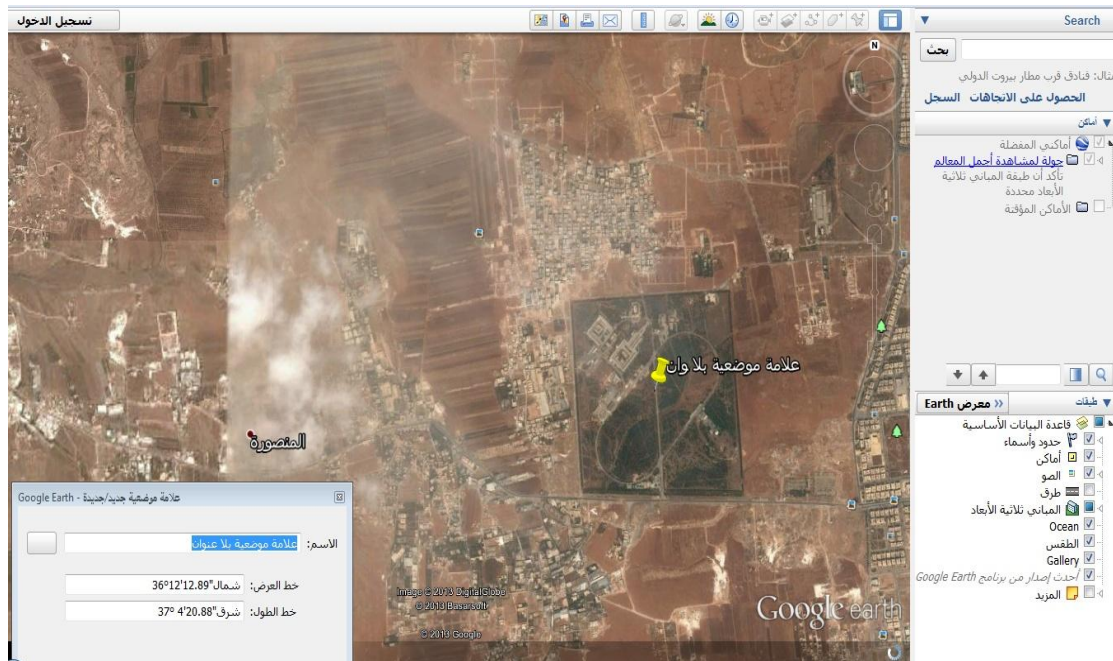 تسجيل الدخول
Search
بحث
مثال: فنادق قرب مطار بيروت الدولي
الحصول على الاتجاهات السجل
أماكن
أماكني المفضلة
جولة لمشاهدة أجمل المعالم
تأكد أن طبقة المباني ثلاثية
الأبعاد محددة
الأماكن المؤقتة
طبقات
معرض Earth »
قاعدة البيانات الأساسية
حدود وأسماء
أماكن
الصو
طرق
المباني ثلاثية الأبعاد
Ocean
الطقس
Gallery
أحدث إصدار من برنامج Google Earth
المزيد
N
علامة موضعية بلا وان
المنصورة
Google Earth - علامة موضعية جديد/جديدة
الاسم: علامة موضعية بلا عنوان
خط العرض: 36°12'12.89"شمال
خط الطول: 37° 4'20.88"شرق
Image © 2013 DigitalGlobe
© 2013 Basarsoft
© 2013 Google
Google earth